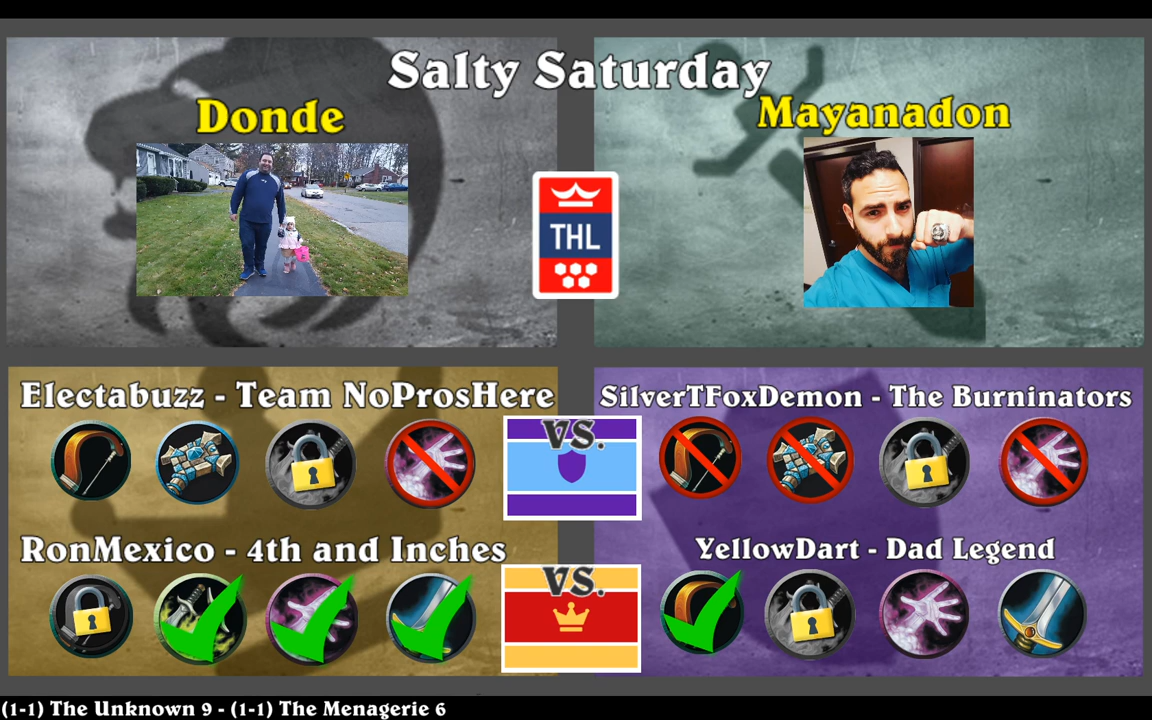 Salty Saturday
Donde
Mayanadon
THL
Electabuzz - Team NoProsHere
VS.
SilverTFoxDemon - The Burninators
RonMexico - 4th and Inches
VS.
YellowDart - Dad Legend
(1-1) The Unknown 9 - (1-1) The Menagerie 6